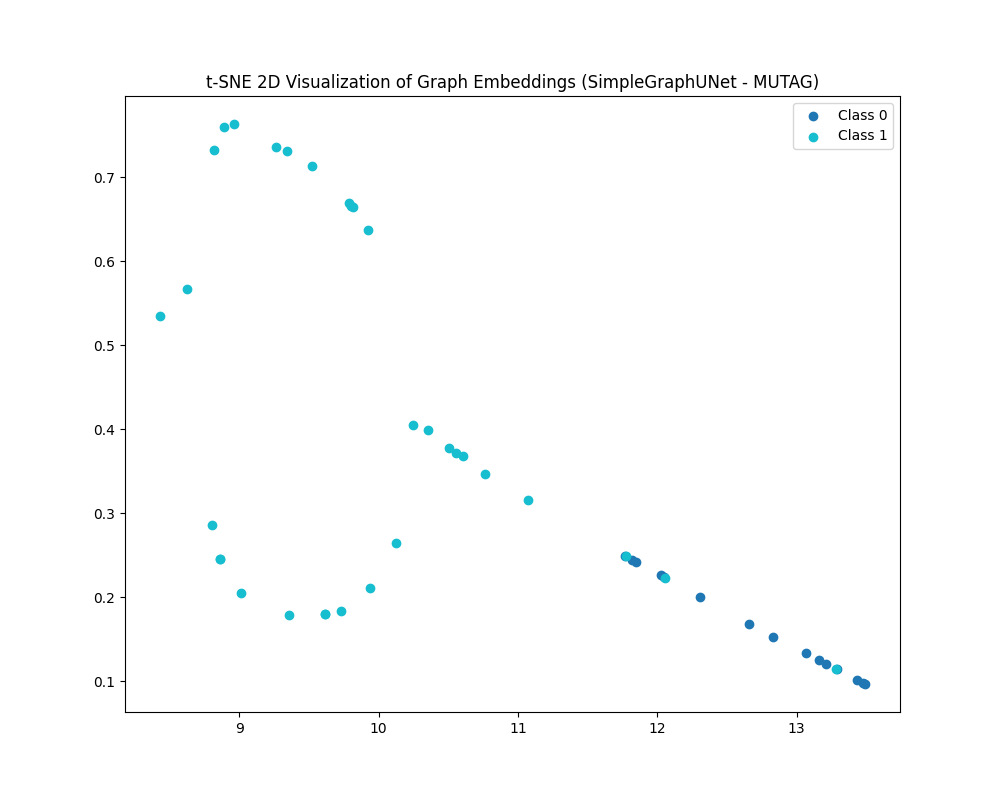 t-SNE 2D Visualization of Graph Embeddings (SimpleGraphUNet - MUTAG)
Class 0
Class 1
0.7
0.6
0.5
0.4
0.3
0.2
0.1
9 10 11 12 13